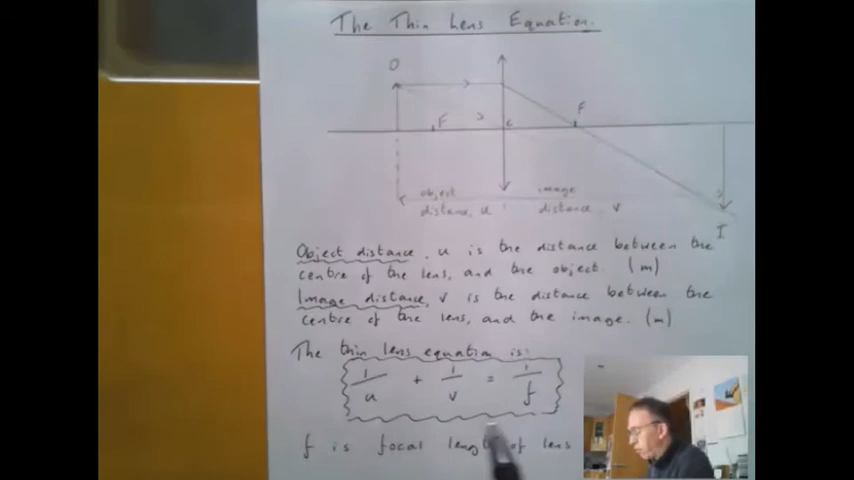 The Thin Lens Equation.
O
F
F
c
object image
distance, u distance, v
I
Object distance, u is the distance between the
centre of the lens, and the object. (m)
Image distance, v is the distance between the
centre of the lens, and the image. (m)
The thin lens equation is:
1/u + 1/v = 1/f
f is focal length of lens